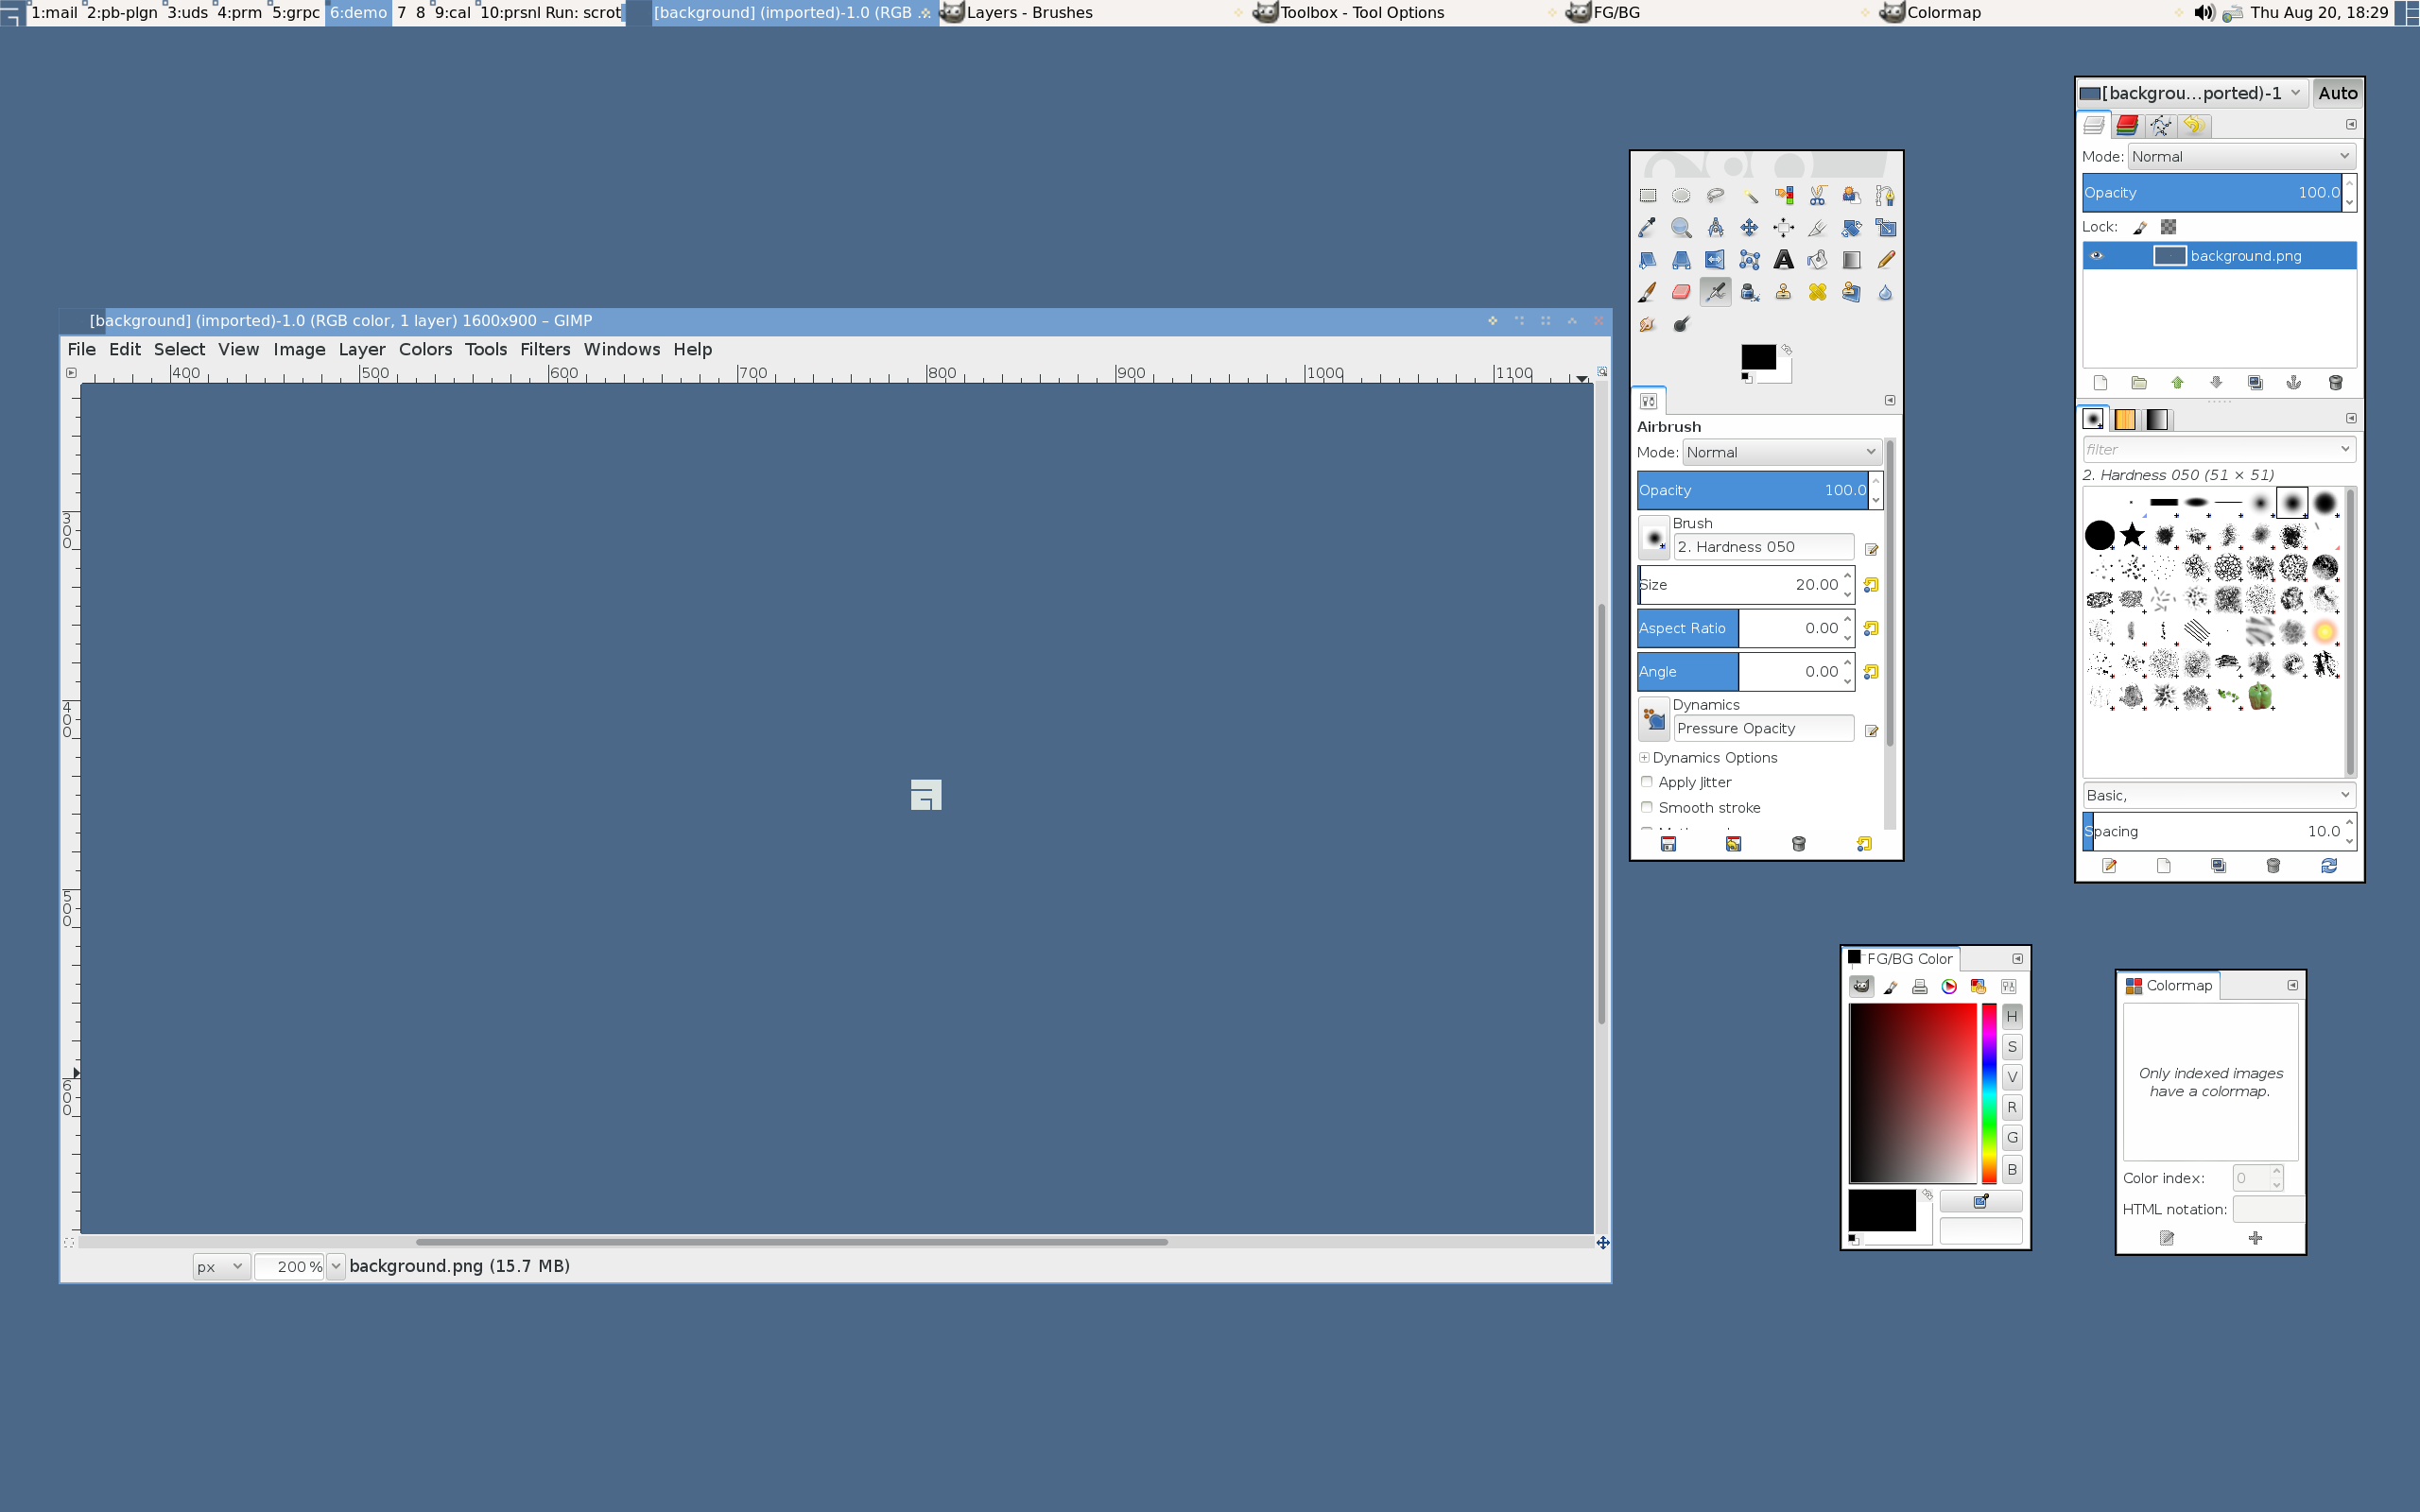 1:mail 2:pb-plgn 3:uds 4:prm 5:grpc 6:demo 7 8 9:cal 10:prsnl Run: scrot [background] (imported)-1.0 (RGB Layers - Brushes Toolbox - Tool Options FG/BG Colormap Thu Aug 20, 18:29
[background] (imported)-1.0 (RGB color, 1 layer) 1600x900 – GIMP
File Edit Select View Image Layer Colors Tools Filters Windows Help
400 500 600 700 800 900 1000 1100
300
400
500
600
px 200 % background.png (15.7 MB)
Airbrush
Mode: Normal
Opacity 100.0
Brush
2. Hardness 050
Size 20.00
Aspect Ratio 0.00
Angle 0.00
Dynamics
Pressure Opacity
Dynamics Options
Apply Jitter
Smooth stroke
[backgrou...ported)-1 Auto
Mode: Normal
Opacity 100.0
Lock:
background.png
filter
2. Hardness 050 (51 × 51)
Basic,
Spacing 10.0
FG/BG Color
H
S
V
R
G
B
Colormap
Only indexed images
have a colormap.
Color index: 0
HTML notation: